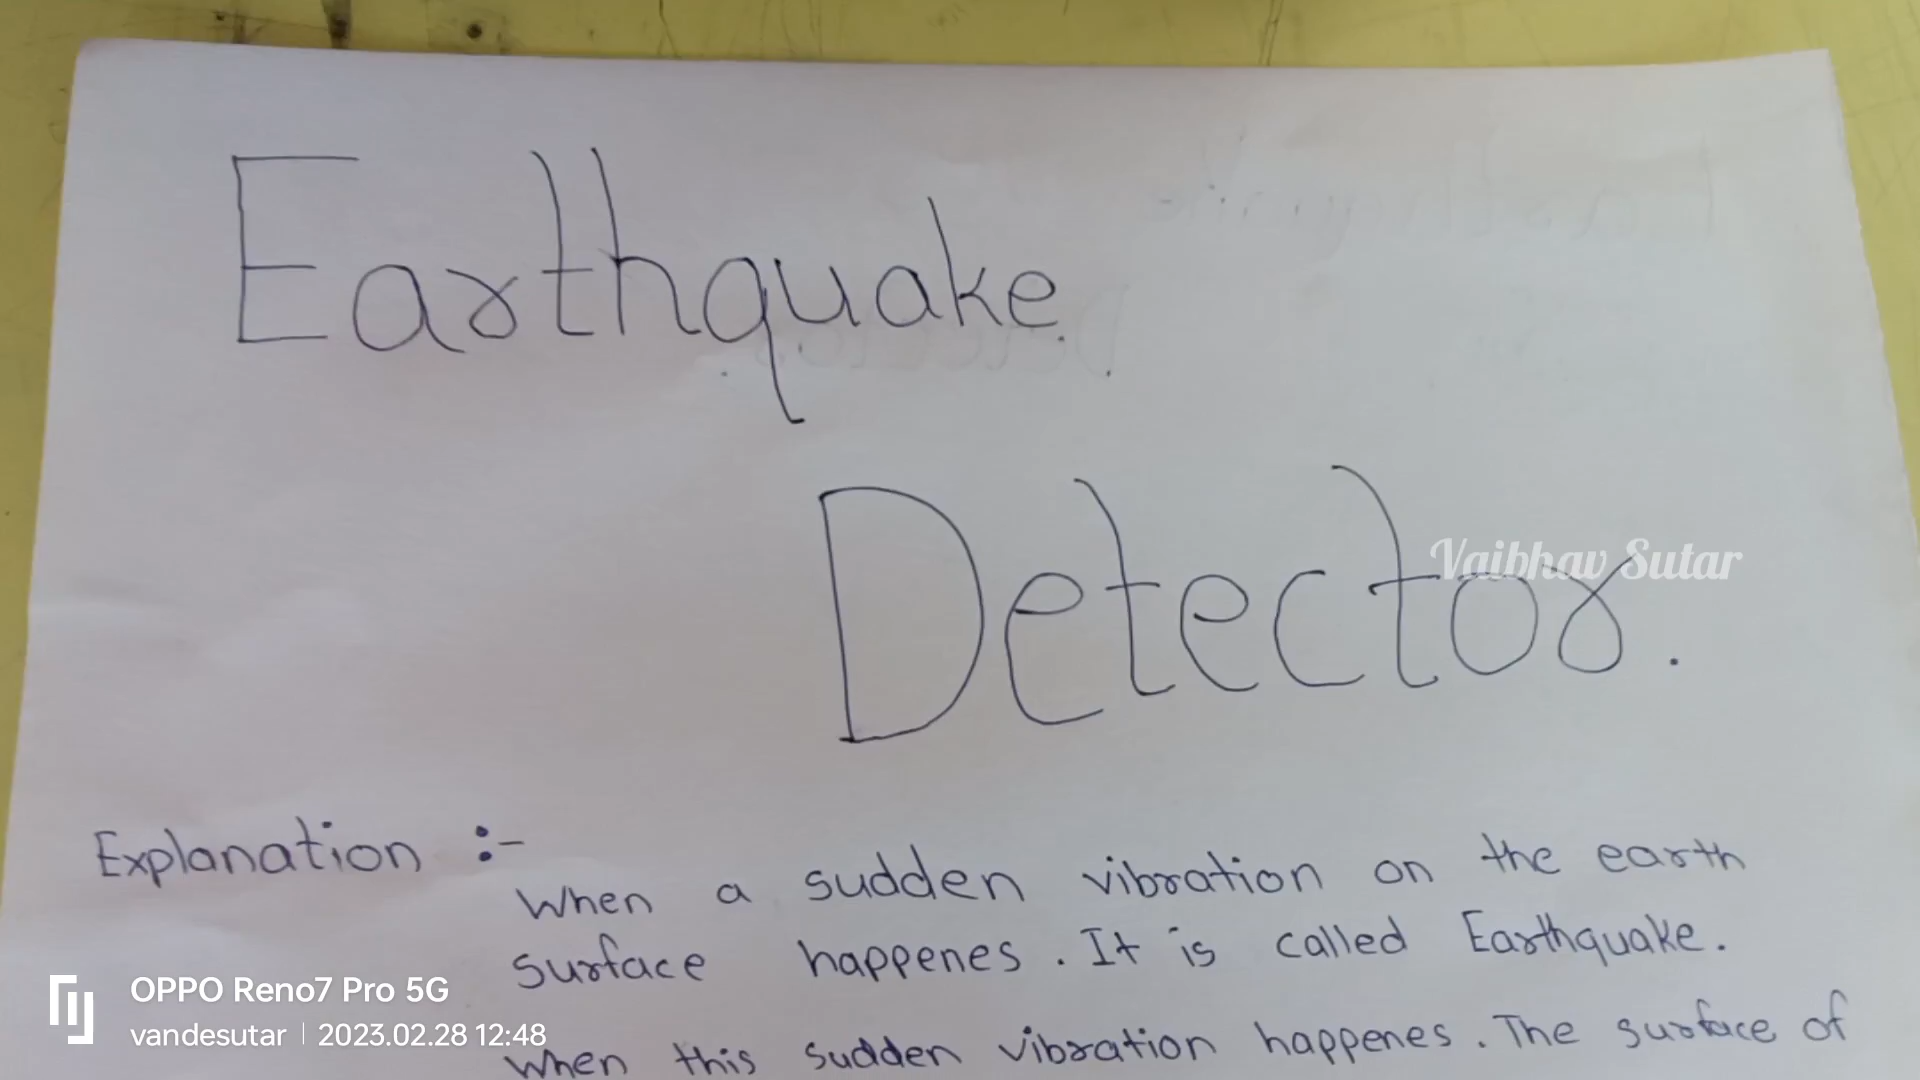 Earthquake.
Detector.
Vaibhav Sutar
Explanation :-
When a sudden vibration on the earth
surface happenes. It is called Earthquake.
When this sudden vibration happenes. The surface of
OPPO Reno7 Pro 5G
vandesutar | 2023.02.28 12:48